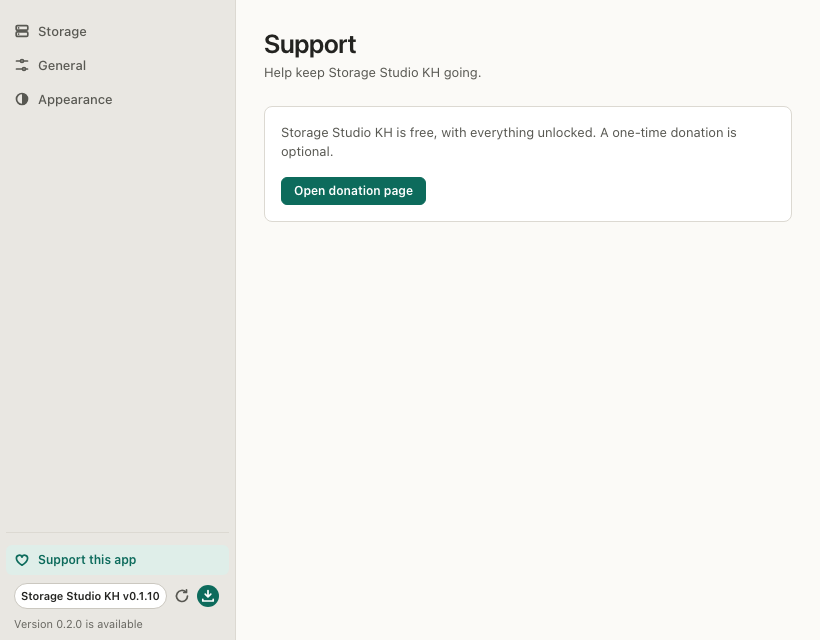 Storage
General
Appearance
Support this app
Storage Studio KH v0.1.10
Version 0.2.0 is available
Support
Help keep Storage Studio KH going.
Storage Studio KH is free, with everything unlocked. A one-time donation is
optional.
Open donation page